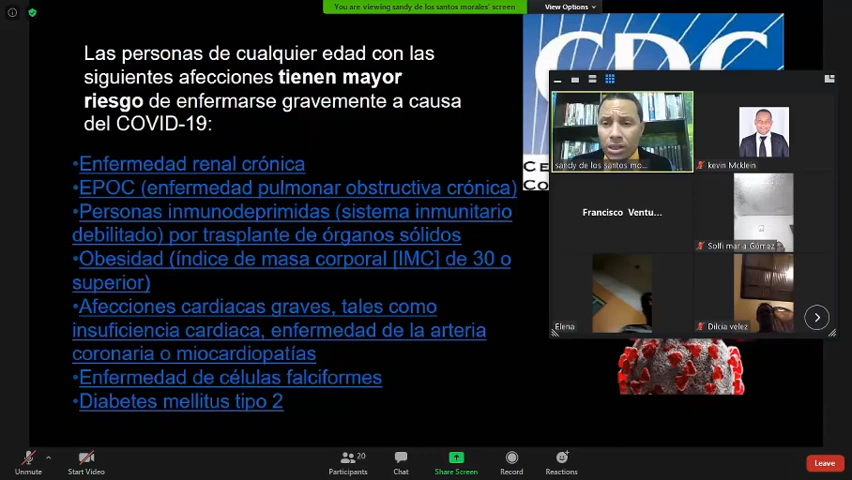 You are viewing sandy de los santos morales' screen
View Options
Las personas de cualquier edad con las
siguientes afecciones tienen mayor
riesgo de enfermarse gravemente a causa
del COVID-19:
•Enfermedad renal crónica
•EPOC (enfermedad pulmonar obstructiva crónica)
•Personas inmunodeprimidas (sistema inmunitario
debilitado) por trasplante de órganos sólidos
•Obesidad (índice de masa corporal [IMC] de 30 o
superior)
•Afecciones cardiacas graves, tales como
insuficiencia cardiaca, enfermedad de la arteria
coronaria o miocardiopatías
•Enfermedad de células falciformes
•Diabetes mellitus tipo 2
CDC
sandy de los santos mo...
kevin Mcklein
Francisco Ventu...
Solfi maria Gómez
Elena
Dilcia velez
Unmute
Start Video
Participants
20
Chat
Share Screen
Record
Reactions
Leave